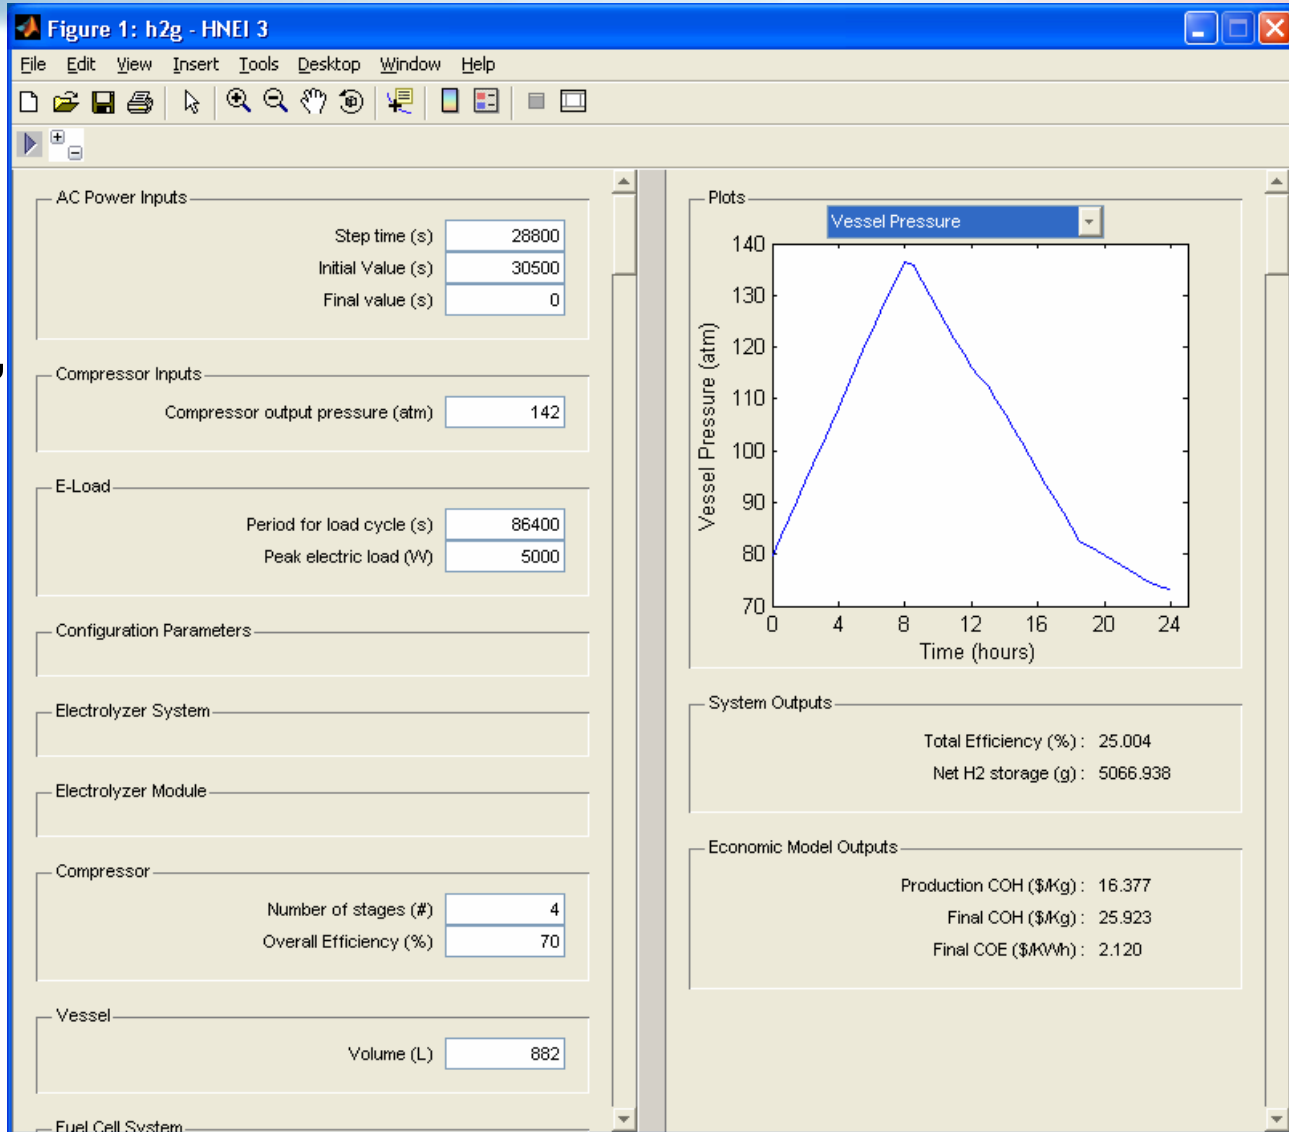 Figure 1: h2g - HNEI 3
File Edit View Insert Tools Desktop Window Help
AC Power Inputs
Step time (s) 28800
Initial Value (s) 30500
Final value (s) 0
Compressor Inputs
Compressor output pressure (atm) 142
E-Load
Period for load cycle (s) 86400
Peak electric load (W) 5000
Configuration Parameters
Electrolyzer System
Electrolyzer Module
Compressor
Number of stages (#) 4
Overall Efficiency (%) 70
Vessel
Volume (L) 882
Fuel Cell System
Plots
Vessel Pressure
140
130
120
110
100
90
80
70
Vessel Pressure (atm)
0 4 8 12 16 20 24
Time (hours)
System Outputs
Total Efficiency (%) : 25.004
Net H2 storage (g) : 5066.938
Economic Model Outputs
Production COH ($/Kg) : 16.377
Final COH ($/Kg) : 25.923
Final COE ($/KWh) : 2.120